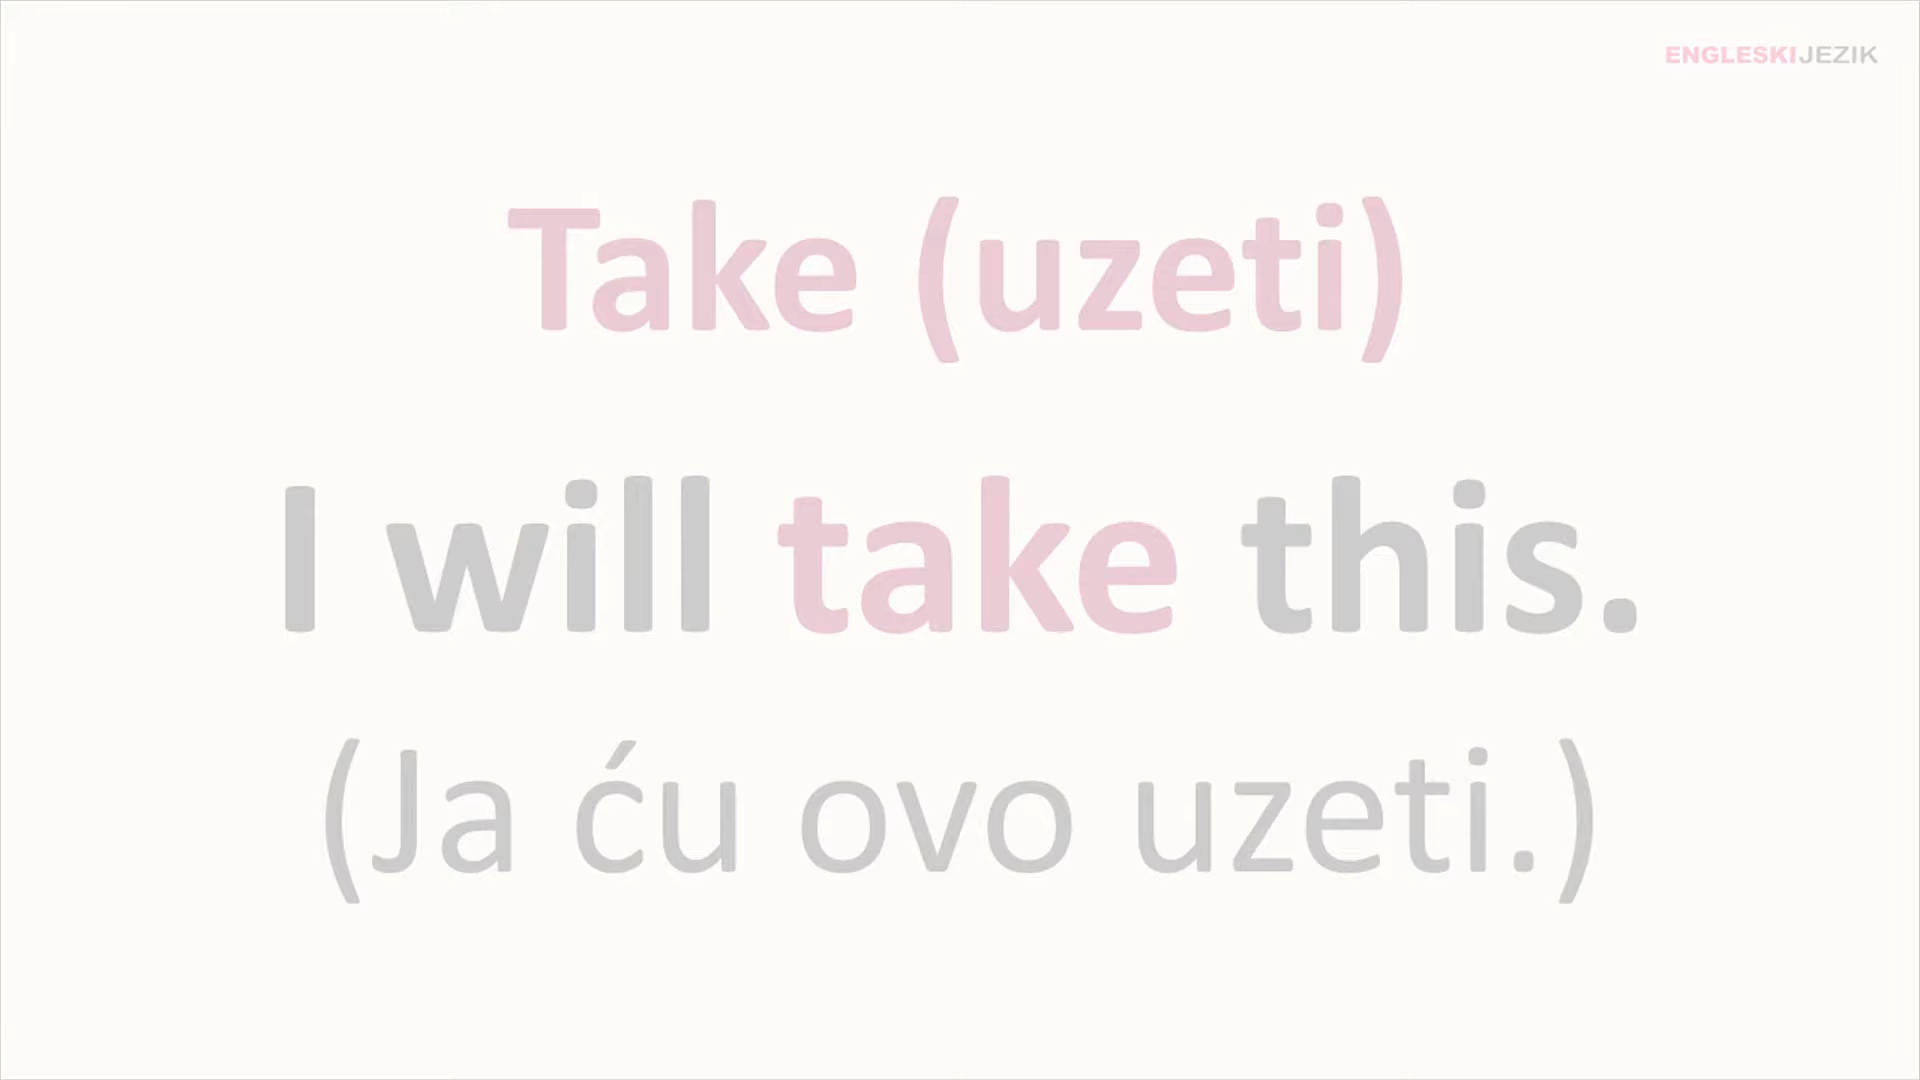 ENGLESKIJEZIK
Take (uzeti)
I will take this.
(Ja ću ovo uzeti.)